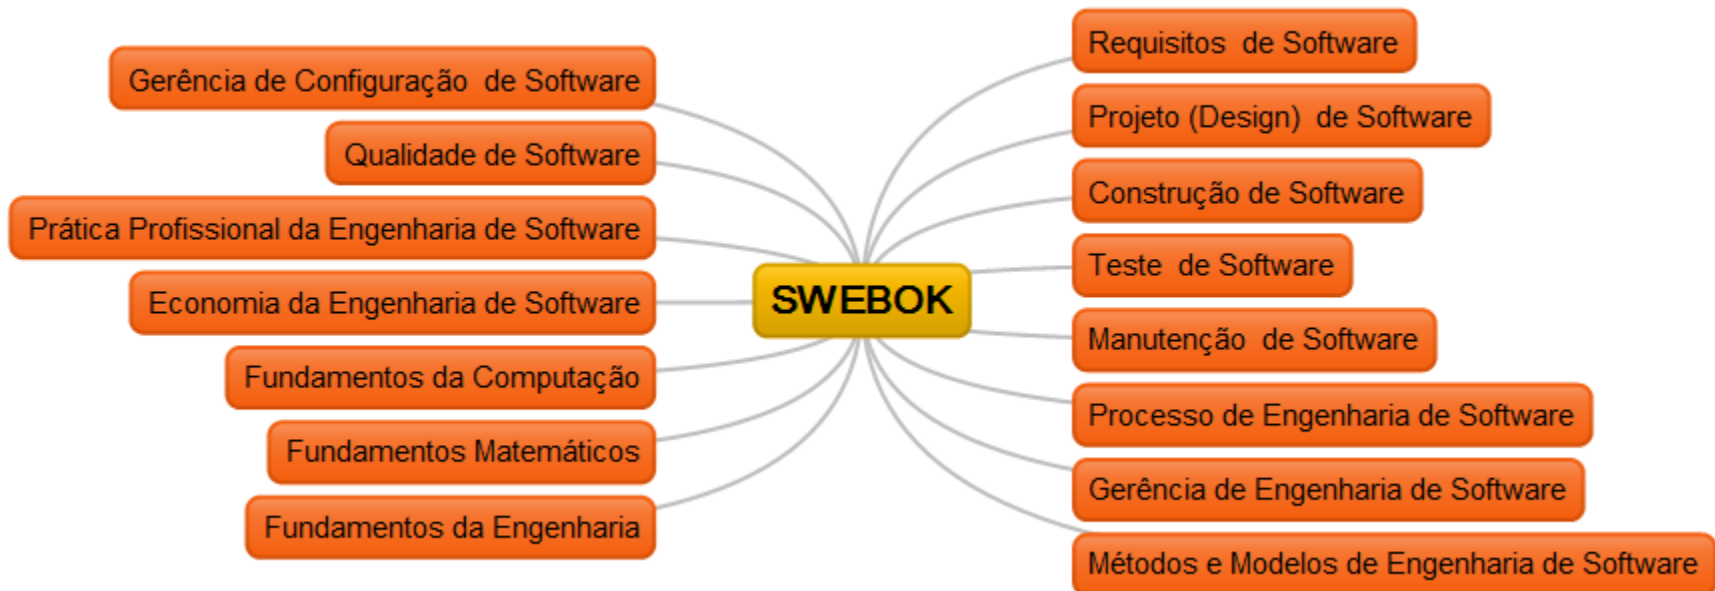 Gerência de Configuração  de Software
Qualidade de Software
Prática Profissional da Engenharia de Software
Economia da Engenharia de Software
Fundamentos da Computação
Fundamentos Matemáticos
Fundamentos da Engenharia
SWEBOK
Requisitos  de Software
Projeto (Design)  de Software
Construção de Software
Teste  de Software
Manutenção  de Software
Processo de Engenharia de Software
Gerência de Engenharia de Software
Métodos e Modelos de Engenharia de Software